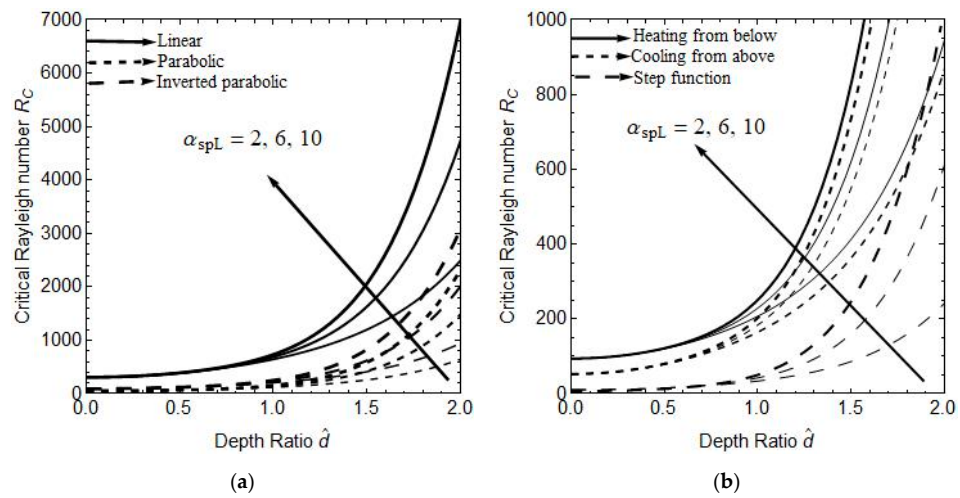 (a)
Critical Rayleigh number R_C
7000
6000
5000
4000
3000
2000
1000
0
Linear
Parabolic
Inverted parabolic
α_spL = 2, 6, 10
0.0 0.5 1.0 1.5 2.0
Depth Ratio d̂
(a)
(b)
Critical Rayleigh number R_C
1000
800
600
400
200
0
Heating from below
Cooling from above
Step function
α_spL = 2, 6, 10
0.0 0.5 1.0 1.5 2.0
Depth Ratio d̂
(b)